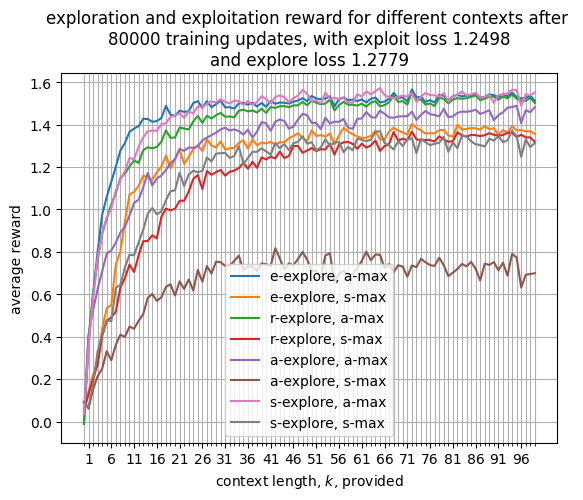 exploration and exploitation reward for different contexts after
80000 training updates, with exploit loss 1.2498
and explore loss 1.2779
1.6
1.4
1.2
1.0
0.8
0.6
0.4
0.2
0.0
average reward
e-explore, a-max
e-explore, s-max
r-explore, a-max
r-explore, s-max
a-explore, a-max
a-explore, s-max
s-explore, a-max
s-explore, s-max
1 6 11 16 21 26 31 36 41 46 51 56 61 66 71 76 81 86 91 96
context length, k, provided